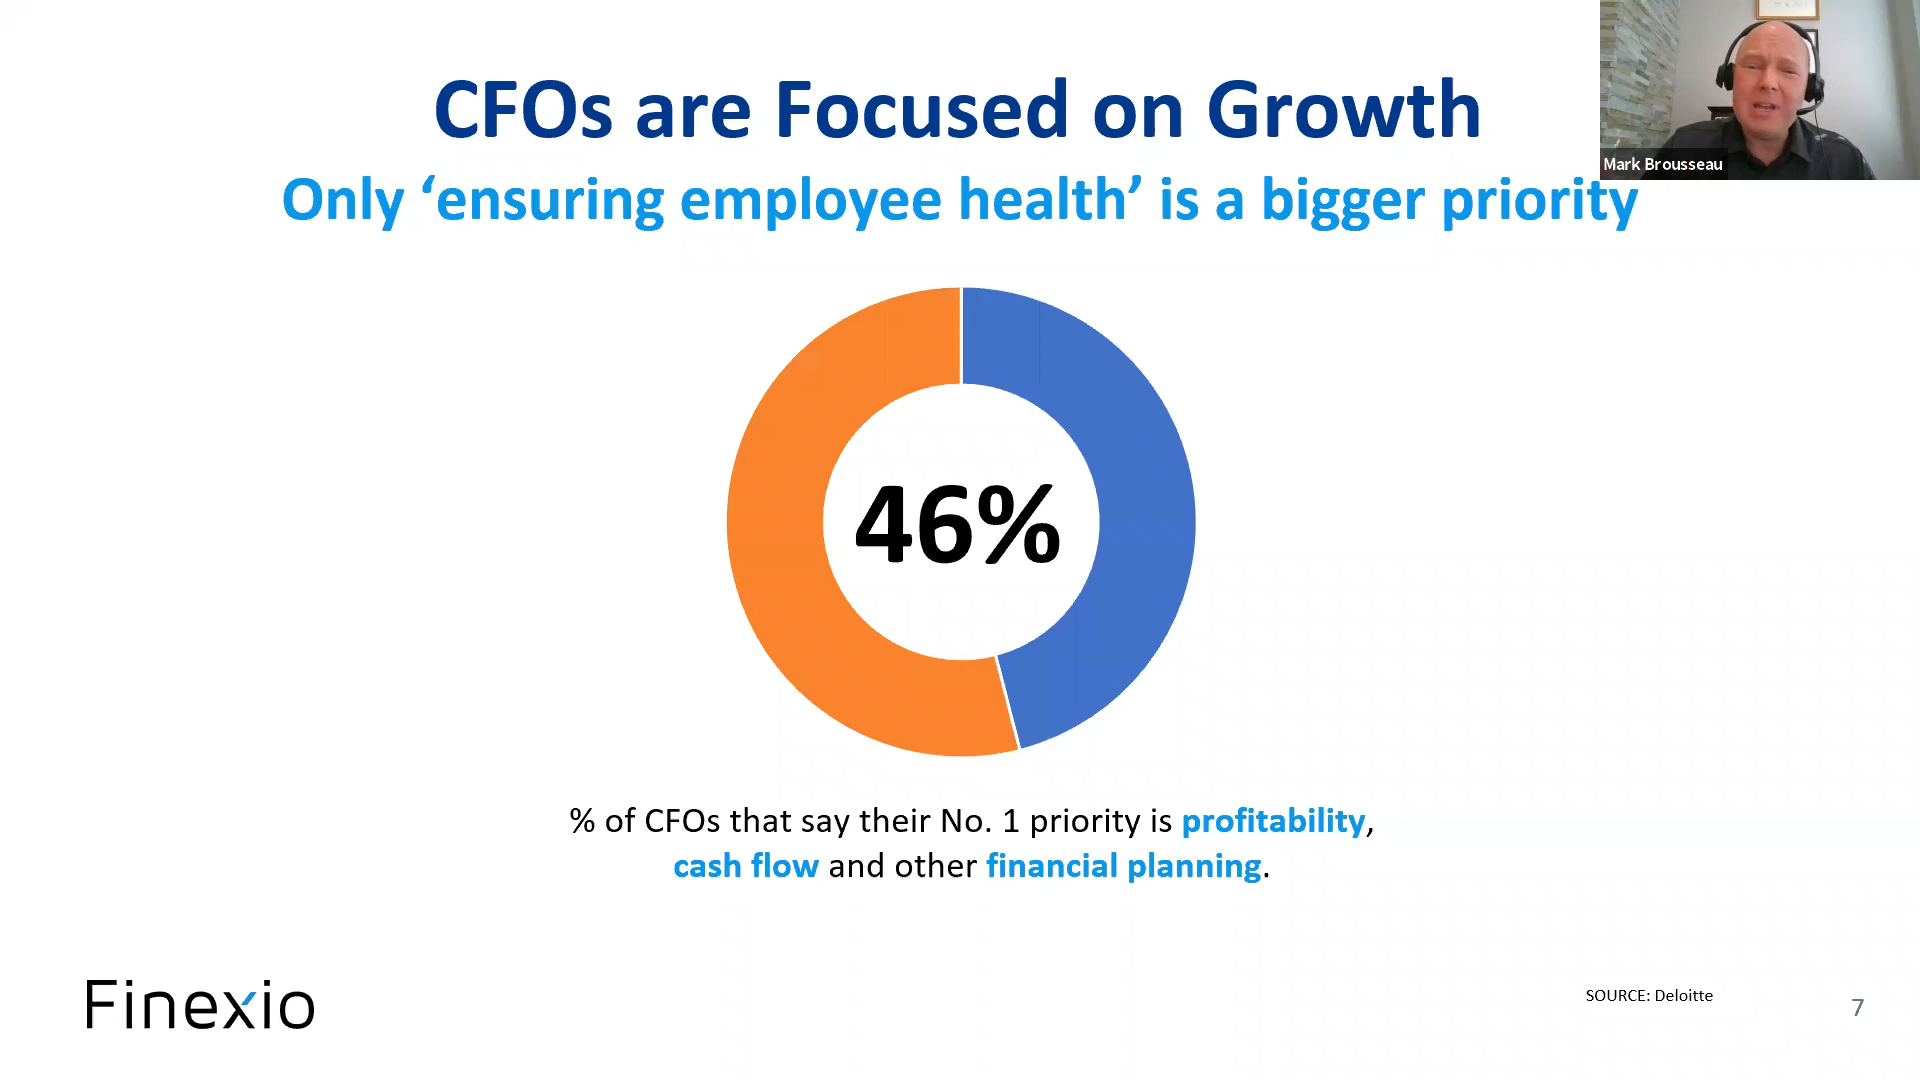 CFOs are Focused on Growth
Only ‘ensuring employee health’ is a bigger priority
Mark Brousseau
46%
% of CFOs that say their No. 1 priority is profitability,
cash flow and other financial planning.
Finexio
SOURCE: Deloitte
7